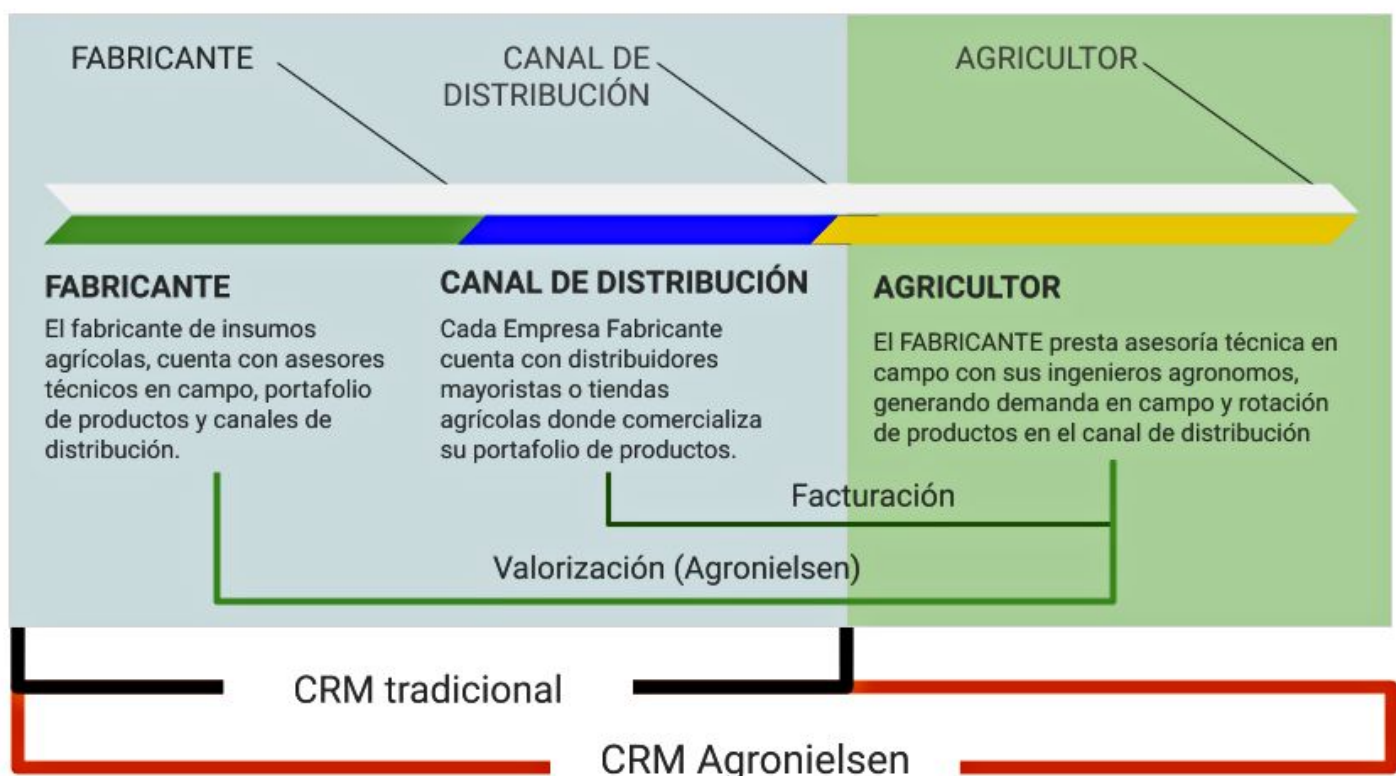 FABRICANTE
CANAL DE
DISTRIBUCIÓN
AGRICULTOR
FABRICANTE
El fabricante de insumos
agrícolas, cuenta con asesores
técnicos en campo, portafolio
de productos y canales de
distribución.
CANAL DE DISTRIBUCIÓN
Cada Empresa Fabricante
cuenta con distribuidores
mayoristas o tiendas
agrícolas donde comercializa
su portafolio de productos.
AGRICULTOR
El FABRICANTE presta asesoría técnica en
campo con sus ingenieros agronomos,
generando demanda en campo y rotación
de productos en el canal de distribución
Facturación
Valorización (Agronielsen)
CRM tradicional
CRM Agronielsen